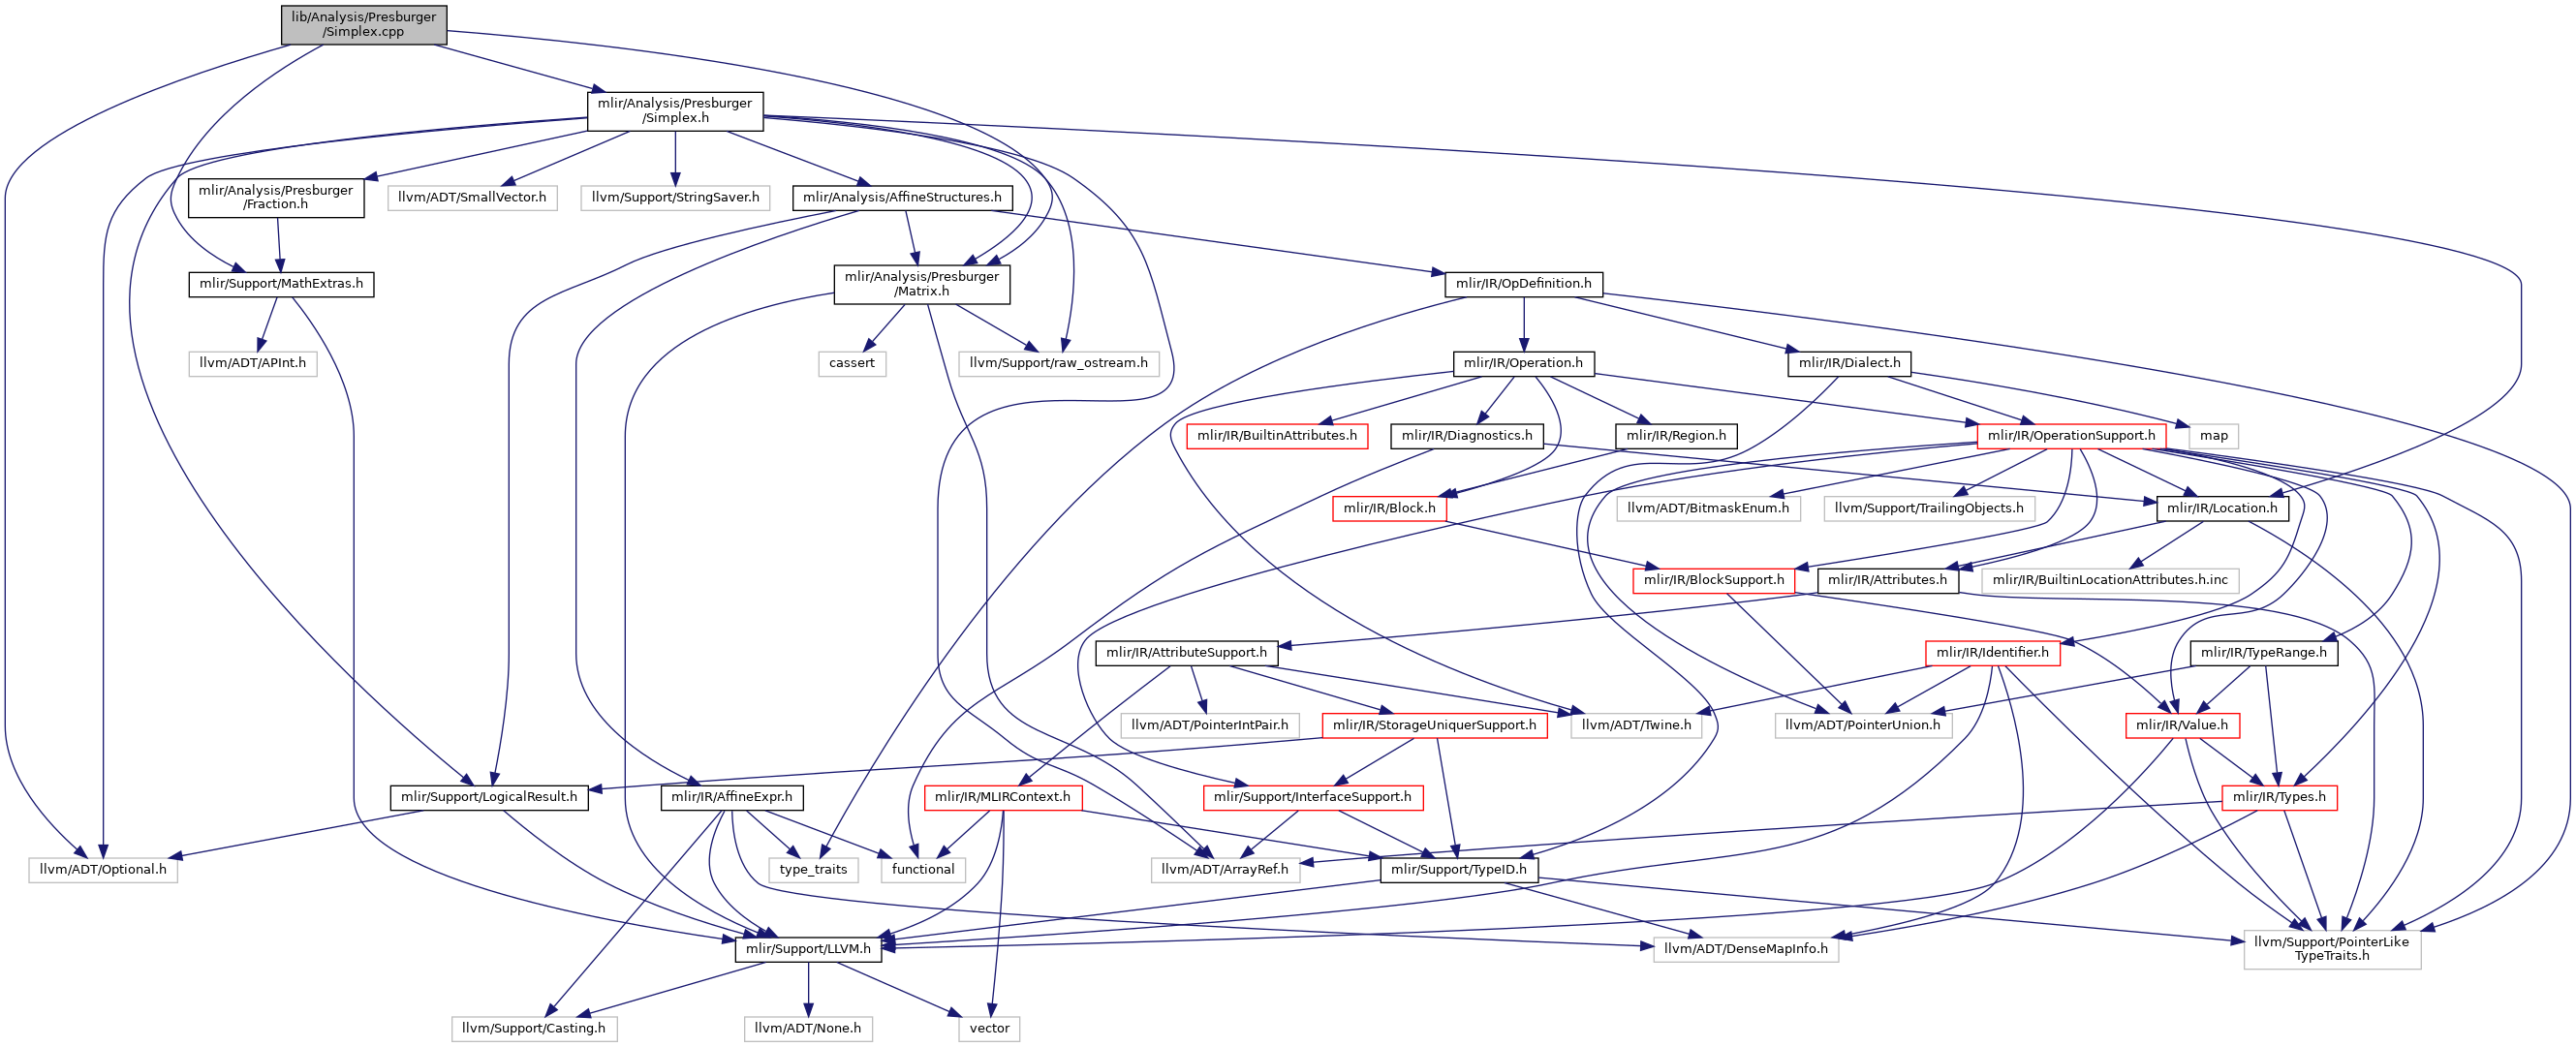 lib/Analysis/Presburger
/Simplex.cpp
mlir/Analysis/Presburger
/Simplex.h
mlir/Analysis/Presburger
/Fraction.h
llvm/ADT/SmallVector.h
llvm/Support/StringSaver.h
mlir/Analysis/AffineStructures.h
mlir/Support/MathExtras.h
mlir/Analysis/Presburger
/Matrix.h
mlir/IR/OpDefinition.h
llvm/ADT/APInt.h
cassert
llvm/Support/raw_ostream.h
mlir/IR/Operation.h
mlir/IR/Dialect.h
mlir/IR/BuiltinAttributes.h
mlir/IR/Diagnostics.h
mlir/IR/Region.h
mlir/IR/OperationSupport.h
map
mlir/IR/Block.h
llvm/ADT/BitmaskEnum.h
llvm/Support/TrailingObjects.h
mlir/IR/Location.h
mlir/IR/BlockSupport.h
mlir/IR/Attributes.h
mlir/IR/BuiltinLocationAttributes.h.inc
mlir/IR/AttributeSupport.h
mlir/IR/Identifier.h
mlir/IR/TypeRange.h
llvm/ADT/PointerIntPair.h
mlir/IR/StorageUniquerSupport.h
llvm/ADT/Twine.h
llvm/ADT/PointerUnion.h
mlir/IR/Value.h
mlir/Support/LogicalResult.h
mlir/IR/AffineExpr.h
mlir/IR/MLIRContext.h
mlir/Support/InterfaceSupport.h
mlir/IR/Types.h
llvm/ADT/Optional.h
type_traits
functional
llvm/ADT/ArrayRef.h
mlir/Support/TypeID.h
mlir/Support/LLVM.h
llvm/ADT/DenseMapInfo.h
llvm/Support/PointerLike
TypeTraits.h
llvm/Support/Casting.h
llvm/ADT/None.h
vector